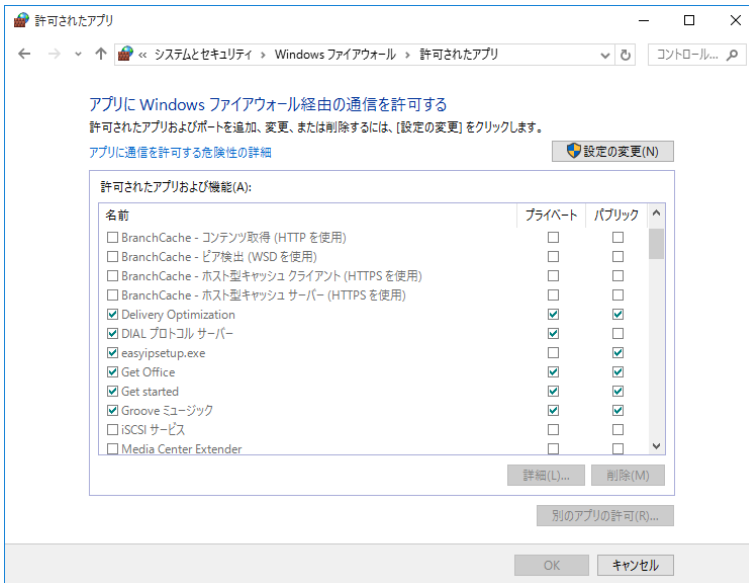 許可されたアプリ
« システムとセキュリティ › Windows ファイアウォール › 許可されたアプリ
コントロール...
アプリに Windows ファイアウォール経由の通信を許可する
許可されたアプリおよびポートを追加、変更、または削除するには、[設定の変更] をクリックします。
アプリに通信を許可する危険性の詳細
設定の変更(N)
許可されたアプリおよび機能(A):
名前 プライベート パブリック
BranchCache - コンテンツ取得 (HTTP を使用)
BranchCache - ピア検出 (WSD を使用)
BranchCache - ホスト型キャッシュ クライアント (HTTPS を使用)
BranchCache - ホスト型キャッシュ サーバー (HTTPS を使用)
Delivery Optimization
DIAL プロトコル サーバー
easyipsetup.exe
Get Office
Get started
Groove ミュージック
iSCSI サービス
Media Center Extender
詳細(L)... 削除(M)
別のアプリの許可(R)...
OK キャンセル